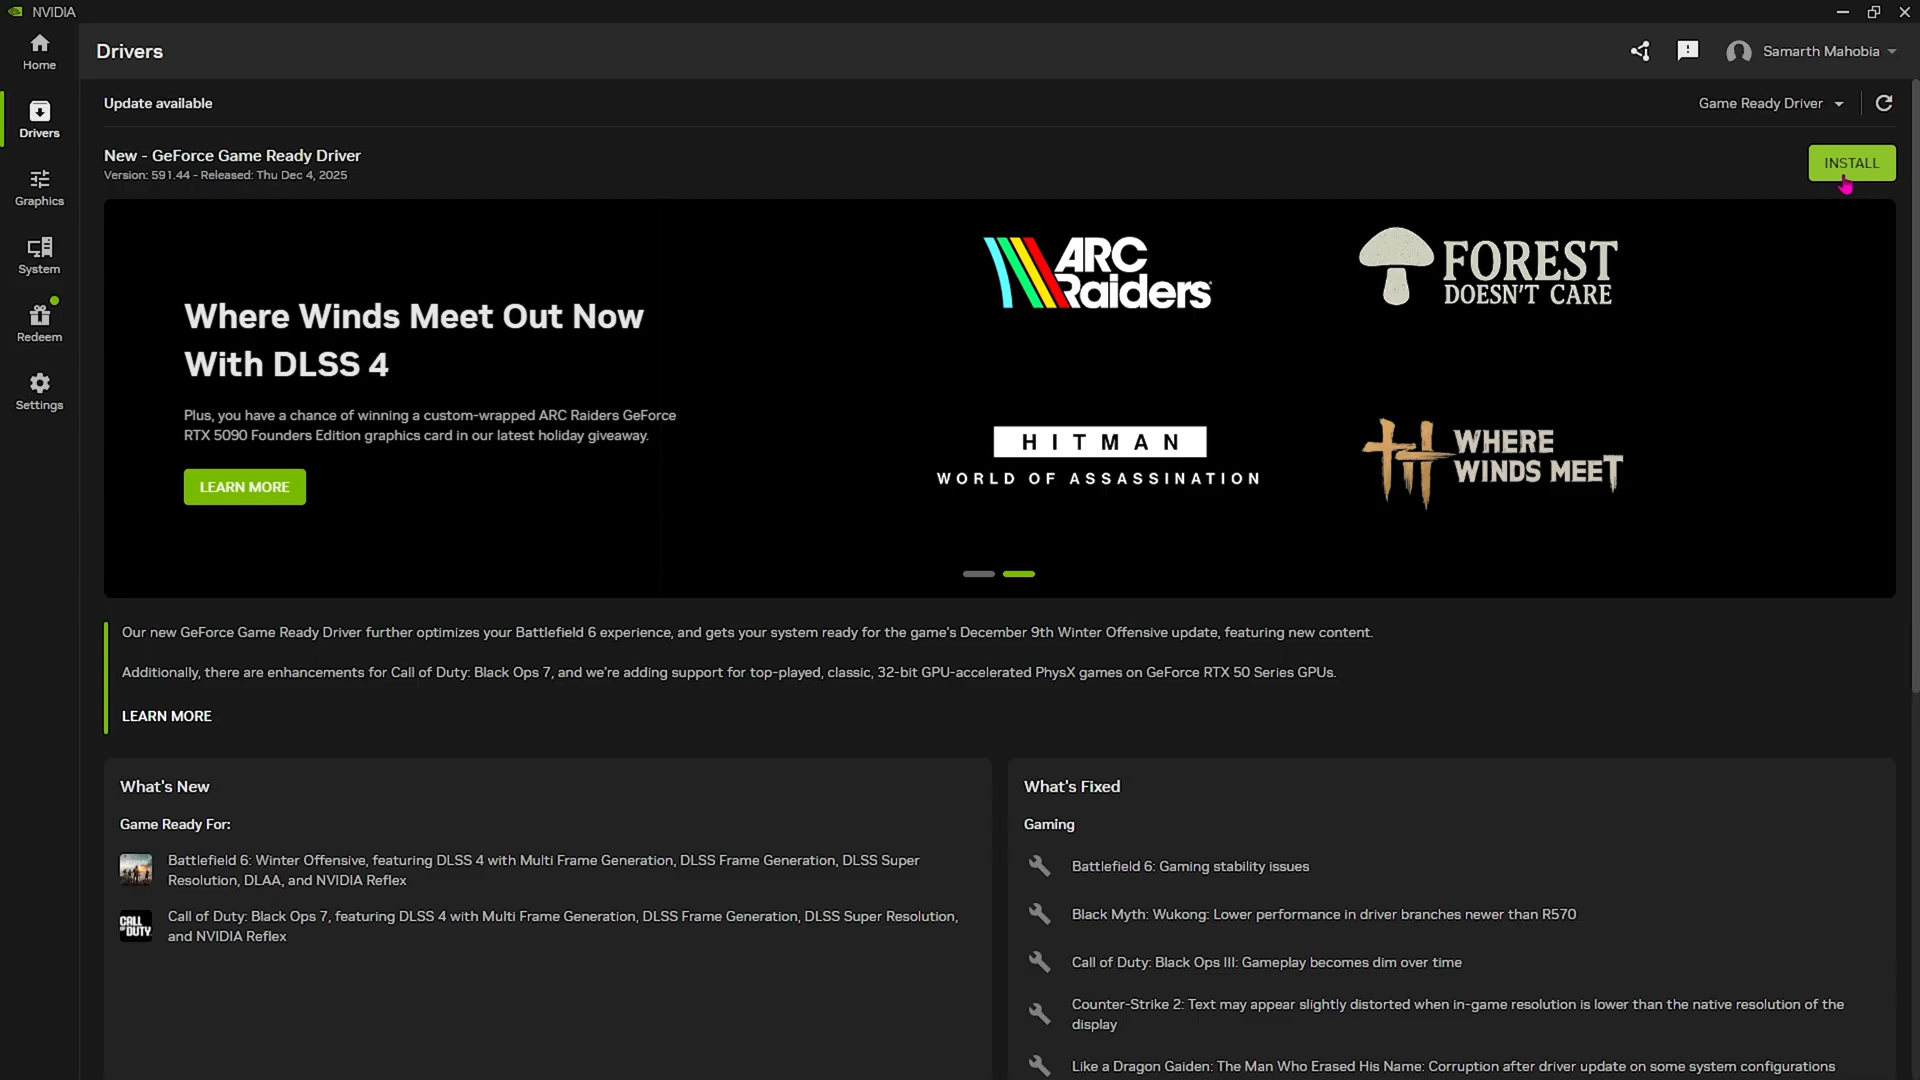 NVIDIA
Home
Drivers
Samarth Mahobia
Update available
Game Ready Driver
Drivers
New - GeForce Game Ready Driver
Version: 591.44 - Released: Thu Dec 4, 2025
INSTALL
Graphics
System
Redeem
Settings
Where Winds Meet Out Now
With DLSS 4
Plus, you have a chance of winning a custom-wrapped ARC Raiders GeForce
RTX 5090 Founders Edition graphics card in our latest holiday giveaway.
LEARN MORE
ARC
Raiders
FOREST
DOESN'T CARE
HITMAN
WORLD OF ASSASSINATION
WHERE
WINDS MEET
Our new GeForce Game Ready Driver further optimizes your Battlefield 6 experience, and gets your system ready for the game's December 9th Winter Offensive update, featuring new content.
Additionally, there are enhancements for Call of Duty: Black Ops 7, and we're adding support for top-played, classic, 32-bit GPU-accelerated PhysX games on GeForce RTX 50 Series GPUs.
LEARN MORE
What's New
Game Ready For:
Battlefield 6: Winter Offensive, featuring DLSS 4 with Multi Frame Generation, DLSS Frame Generation, DLSS Super
Resolution, DLAA, and NVIDIA Reflex
CALL OF DUTY
Call of Duty: Black Ops 7, featuring DLSS 4 with Multi Frame Generation, DLSS Frame Generation, DLSS Super Resolution,
and NVIDIA Reflex
What's Fixed
Gaming
Battlefield 6: Gaming stability issues
Black Myth: Wukong: Lower performance in driver branches newer than R570
Call of Duty: Black Ops III: Gameplay becomes dim over time
Counter-Strike 2: Text may appear slightly distorted when in-game resolution is lower than the native resolution of the
display
Like a Dragon Gaiden: The Man Who Erased His Name: Corruption after driver update on some system configurations